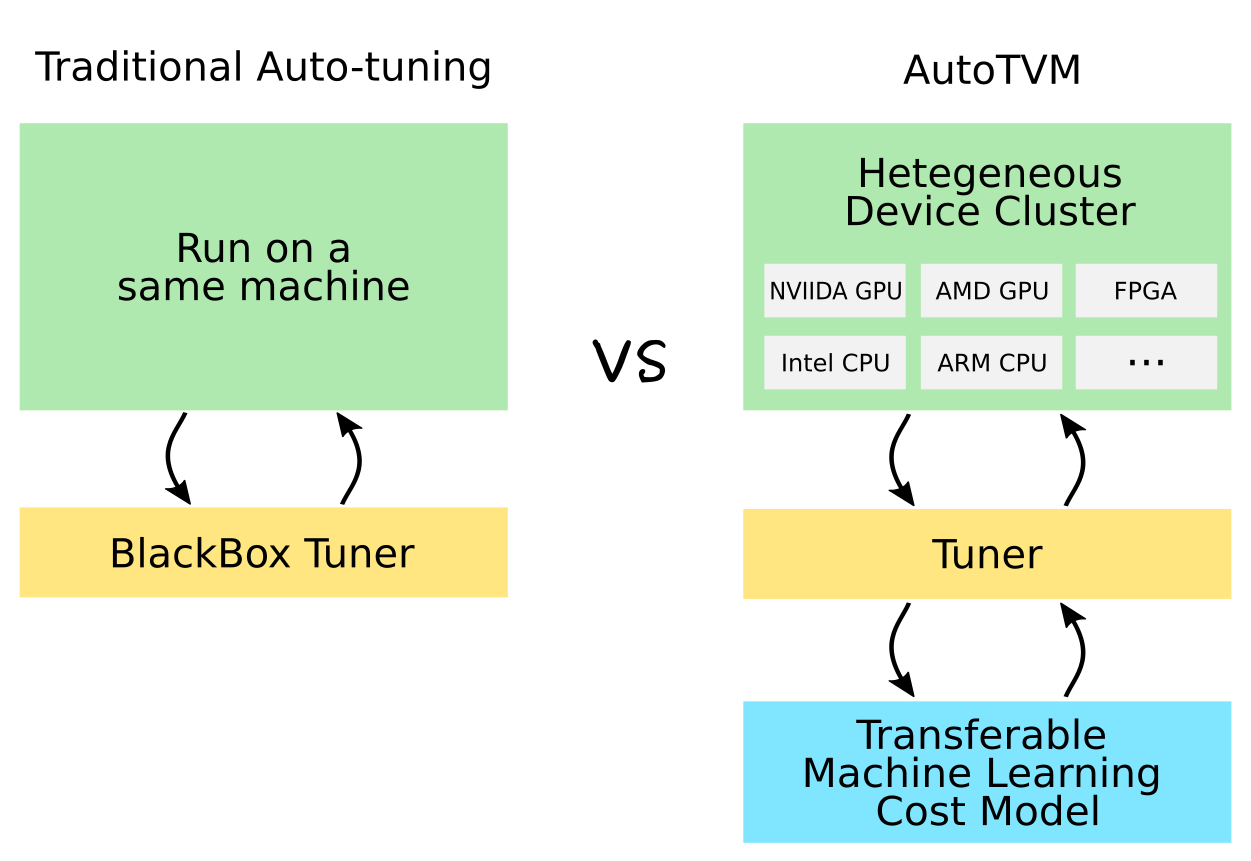 Traditional Auto-tuning
Run on a
same machine
BlackBox Tuner
VS
AutoTVM
Hetegeneous
Device Cluster
NVIIDA GPU
AMD GPU
FPGA
Intel CPU
ARM CPU
...
Tuner
Transferable
Machine Learning
Cost Model